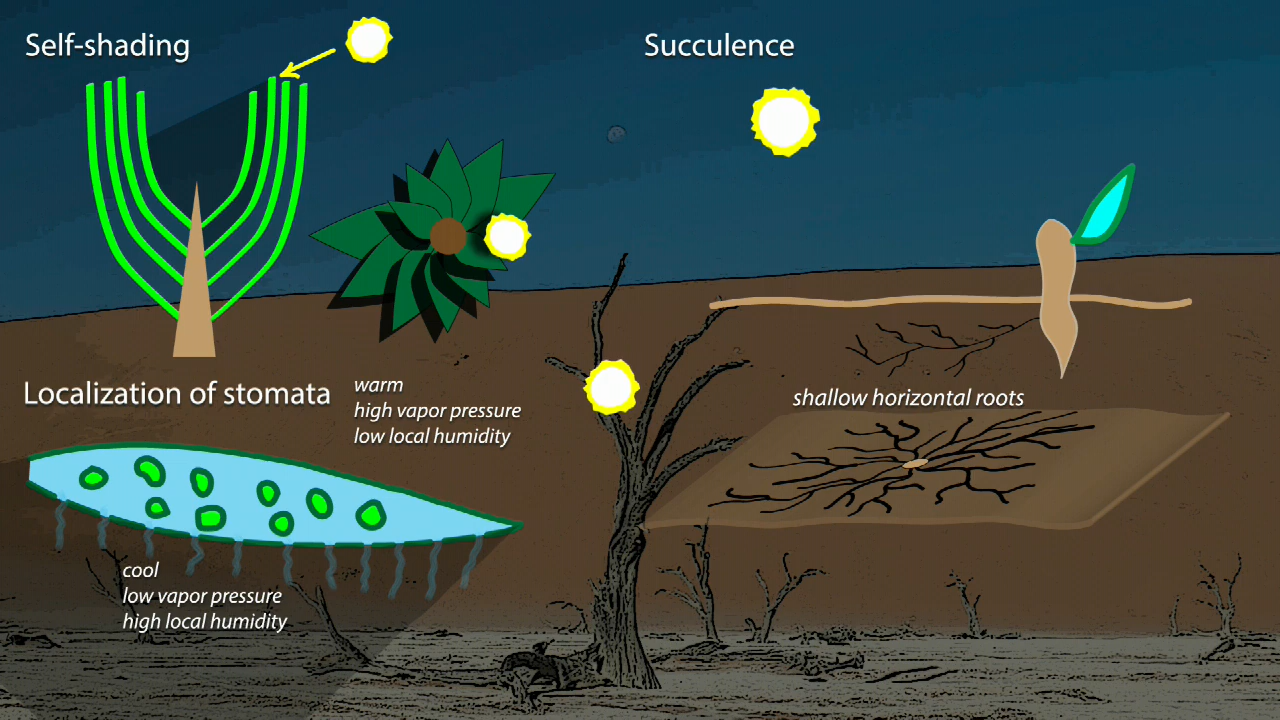 Self-shading
Succulence
Localization of stomata
warm
high vapor pressure
low local humidity
shallow horizontal roots
cool
low vapor pressure
high local humidity